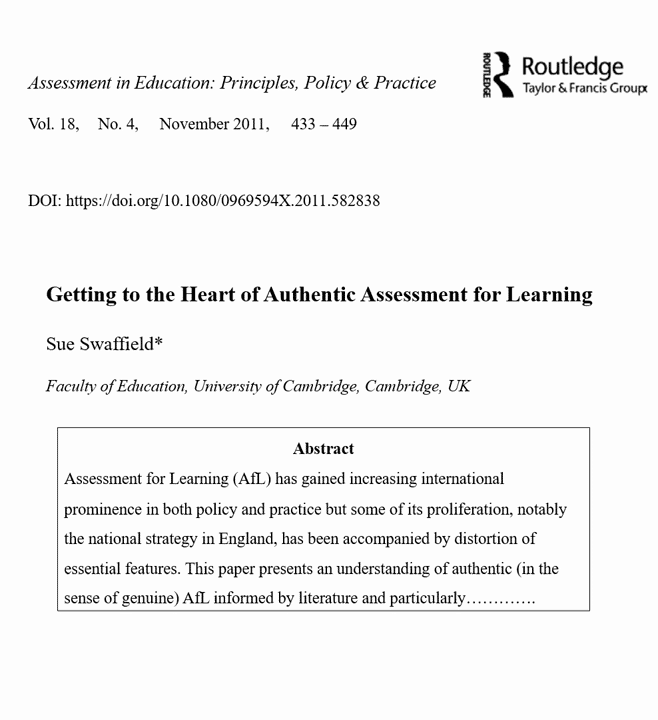 ROUTLEDGE
Routledge
Taylor & Francis Group
Assessment in Education: Principles, Policy & Practice
Vol. 18, No. 4, November 2011, 433 – 449
DOI: https://doi.org/10.1080/0969594X.2011.582838
Getting to the Heart of Authentic Assessment for Learning
Sue Swaffield*
Faculty of Education, University of Cambridge, Cambridge, UK
Abstract
Assessment for Learning (AfL) has gained increasing international
prominence in both policy and practice but some of its proliferation, notably
the national strategy in England, has been accompanied by distortion of
essential features. This paper presents an understanding of authentic (in the
sense of genuine) AfL informed by literature and particularly………….